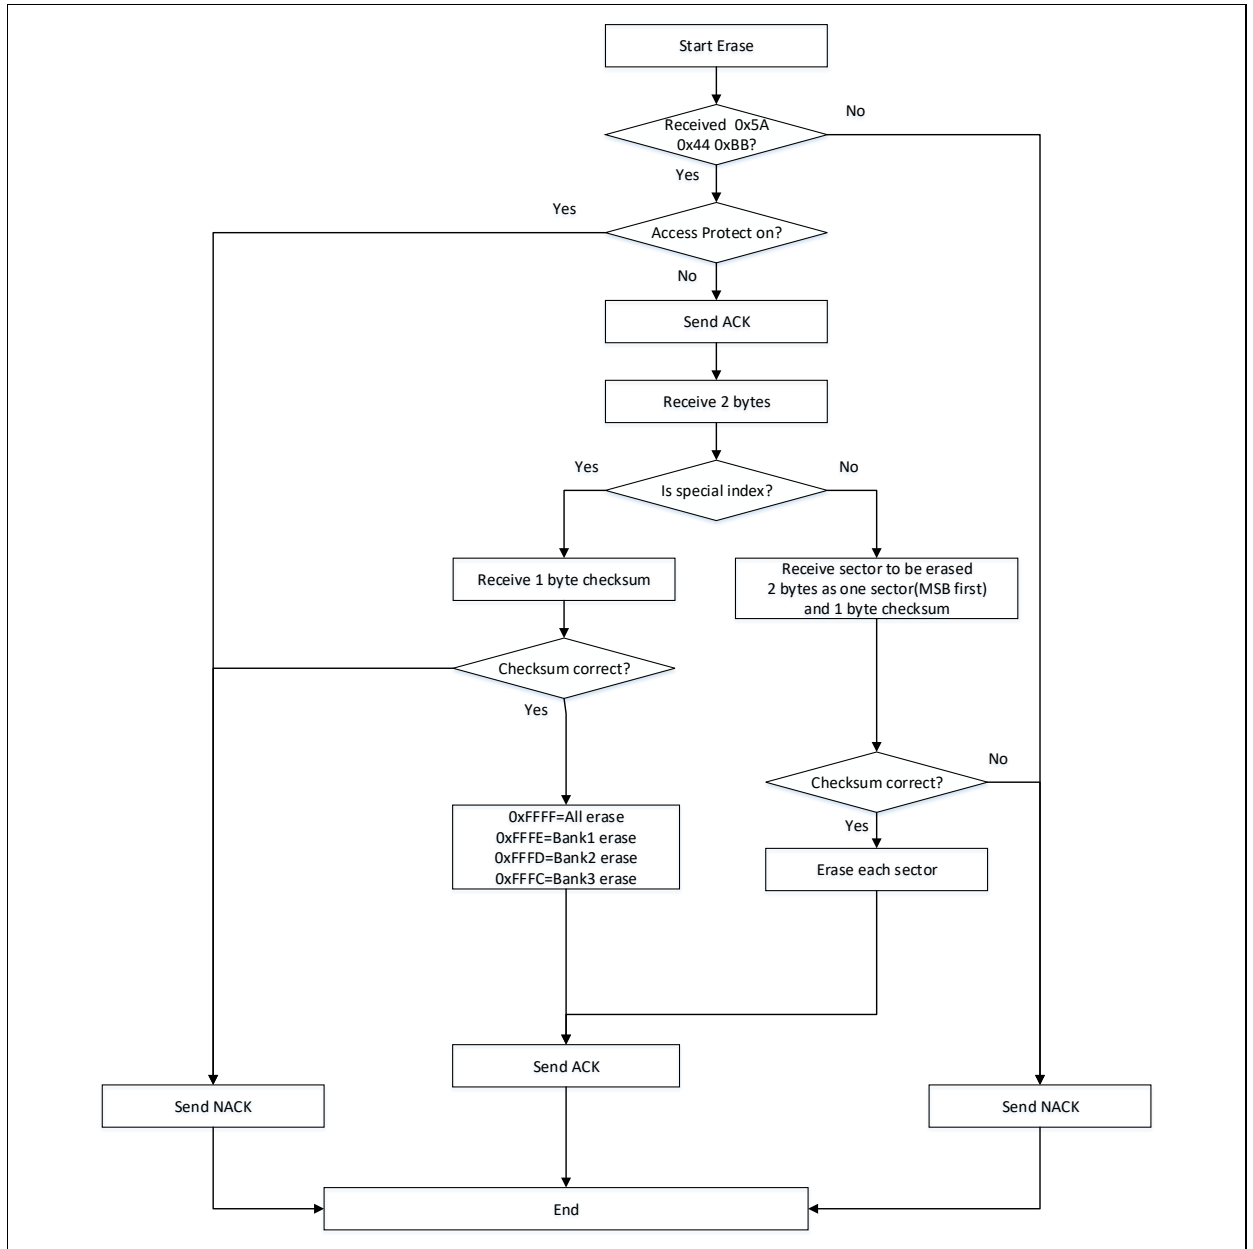 Start Erase
No
Received 0x5A
0x44 0xBB?
Yes
Yes
Access Protect on?
No
Send ACK
Receive 2 bytes
Yes
No
Is special index?
Receive 1 byte checksum
Receive sector to be erased
2 bytes as one sector(MSB first)
and 1 byte checksum
Checksum correct?
Yes
No
Checksum correct?
Yes
0xFFFF=All erase
0xFFFE=Bank1 erase
0xFFFD=Bank2 erase
0xFFFC=Bank3 erase
Erase each sector
Send ACK
Send NACK
Send NACK
End